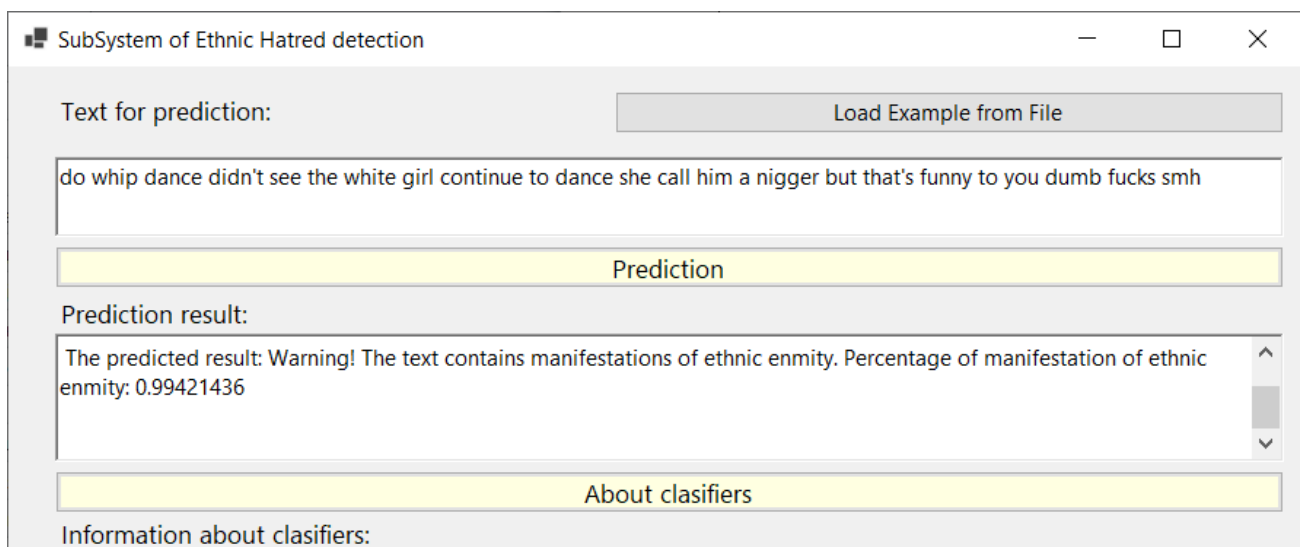 SubSystem of Ethnic Hatred detection
Text for prediction:
Load Example from File
do whip dance didn't see the white girl continue to dance she call him a nigger but that's funny to you dumb fucks smh
Prediction
Prediction result:
The predicted result: Warning! The text contains manifestations of ethnic enmity. Percentage of manifestation of ethnic
enmity: 0.99421436
About clasifiers
Information about clasifiers: